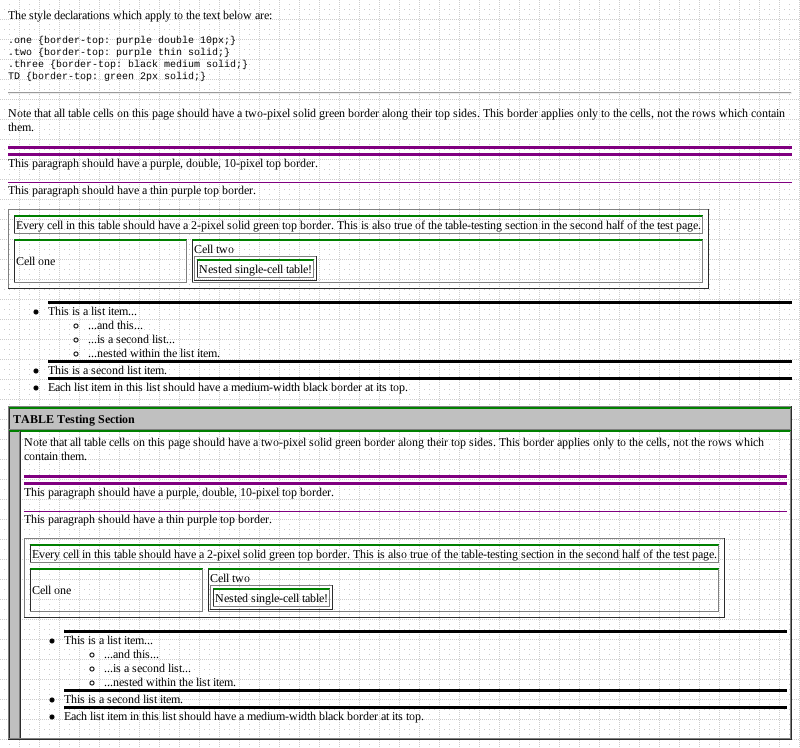 The style declarations which apply to the text below are:
.one {border-top: purple double 10px;}
.two {border-top: purple thin solid;}
.three {border-top: black medium solid;}
TD {border-top: green 2px solid;}
Note that all table cells on this page should have a two-pixel solid green border along their top sides. This border applies only to the cells, not the rows which contain
them.
This paragraph should have a purple, double, 10-pixel top border.
This paragraph should have a thin purple top border.
Every cell in this table should have a 2-pixel solid green top border. This is also true of the table-testing section in the second half of the test page.
Cell one
Cell two
Nested single-cell table!
This is a list item...
...and this...
...is a second list...
...nested within the list item.
This is a second list item.
Each list item in this list should have a medium-width black border at its top.
TABLE Testing Section
Note that all table cells on this page should have a two-pixel solid green border along their top sides. This border applies only to the cells, not the rows which
contain them.
This paragraph should have a purple, double, 10-pixel top border.
This paragraph should have a thin purple top border.
Every cell in this table should have a 2-pixel solid green top border. This is also true of the table-testing section in the second half of the test page.
Cell one
Cell two
Nested single-cell table!
This is a list item...
...and this...
...is a second list...
...nested within the list item.
This is a second list item.
Each list item in this list should have a medium-width black border at its top.